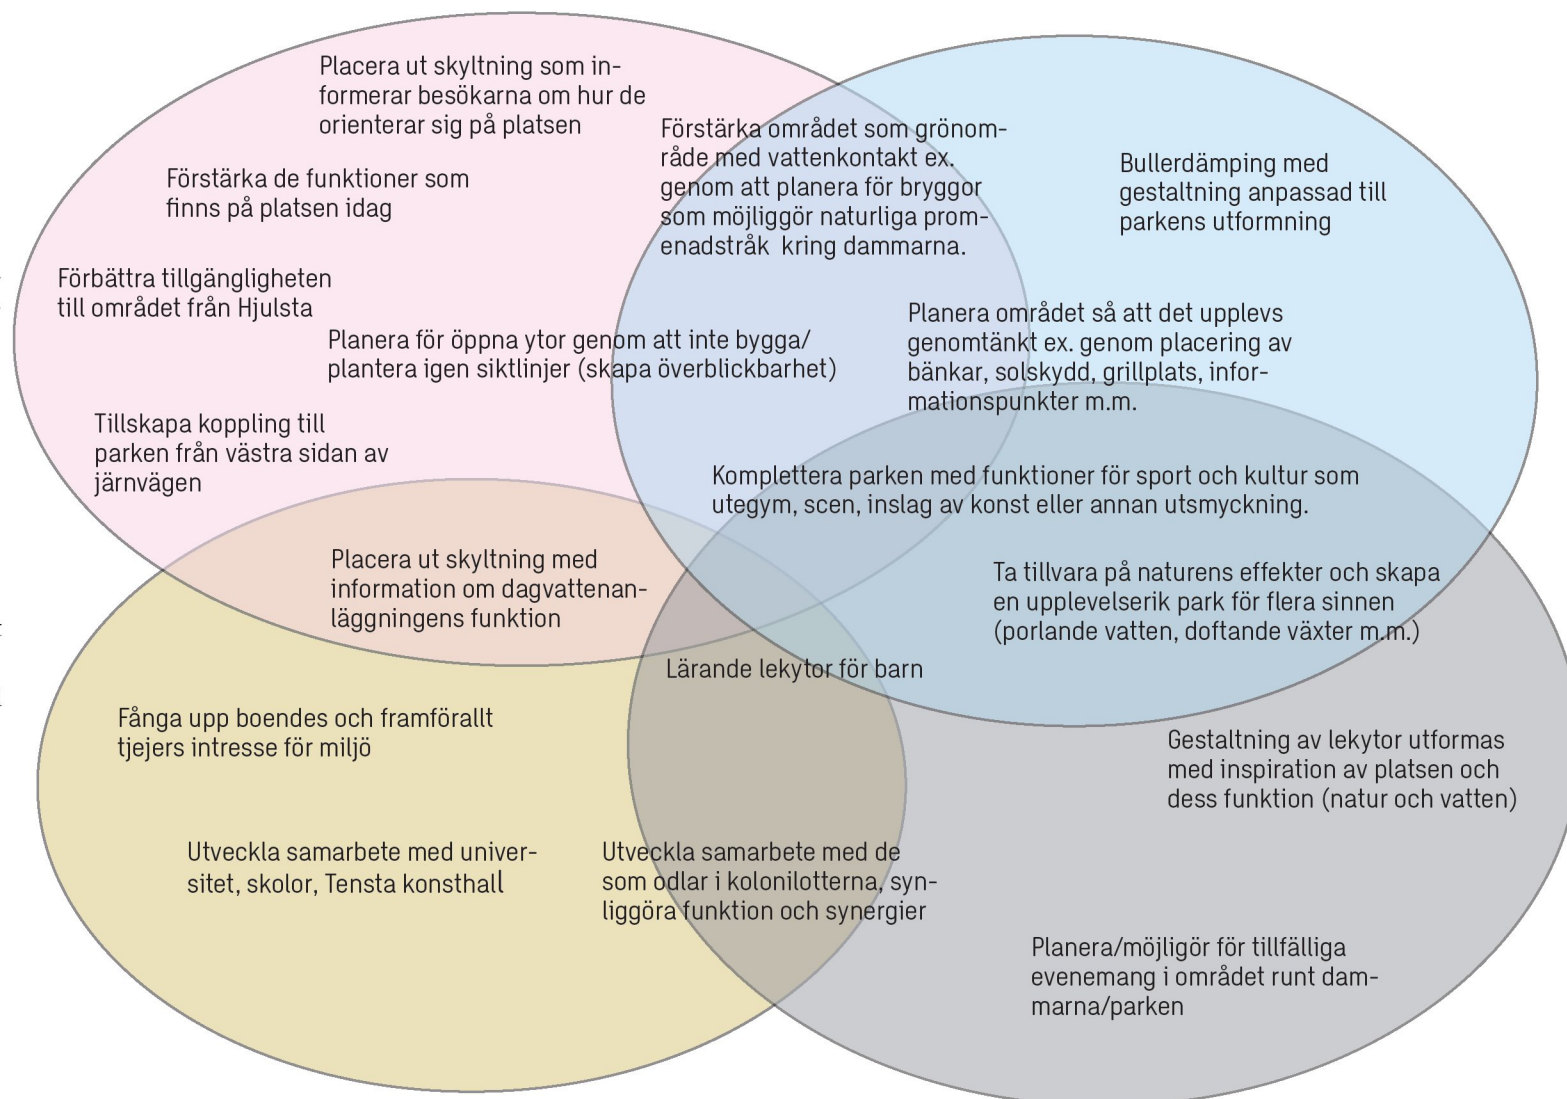 Placera ut skyltning som in-
formerar besökarna om hur de
orienterar sig på platsen
Förstärka området som grönom-
råde med vattenkontakt ex.
genom att planera för bryggor
som möjliggör naturliga prom-
enadstråk kring dammarna.
Bullerdämping med
gestaltning anpassad till
parkens utformning
Förstärka de funktioner som
finns på platsen idag
Förbättra tillgängligheten
till området från Hjulsta
Planera för öppna ytor genom att inte bygga/
plantera igen siktlinjer (skapa överblickbarhet)
Planera området så att det upplevs
genomtänkt ex. genom placering av
bänkar, solskydd, grillplats, infor-
mationspunkter m.m.
Tillskapa koppling till
parken från västra sidan av
järnvägen
Komplettera parken med funktioner för sport och kultur som
utegym, scen, inslag av konst eller annan utsmyckning.
Placera ut skyltning med
information om dagvattenan-
läggningens funktion
Ta tillvara på naturens effekter och skapa
en upplevelserik park för flera sinnen
(porlande vatten, doftande växter m.m.)
Lärande lekytor för barn
Fånga upp boendes och framförallt
tjejers intresse för miljö
Gestaltning av lekytor utformas
med inspiration av platsen och
dess funktion (natur och vatten)
Utveckla samarbete med univer-
sitet, skolor, Tensta konsthall
Utveckla samarbete med de
som odlar i kolonilotterna, syn-
liggöra funktion och synergier
Planera/möjligör för tillfälliga
evenemang i området runt dam-
marna/parken